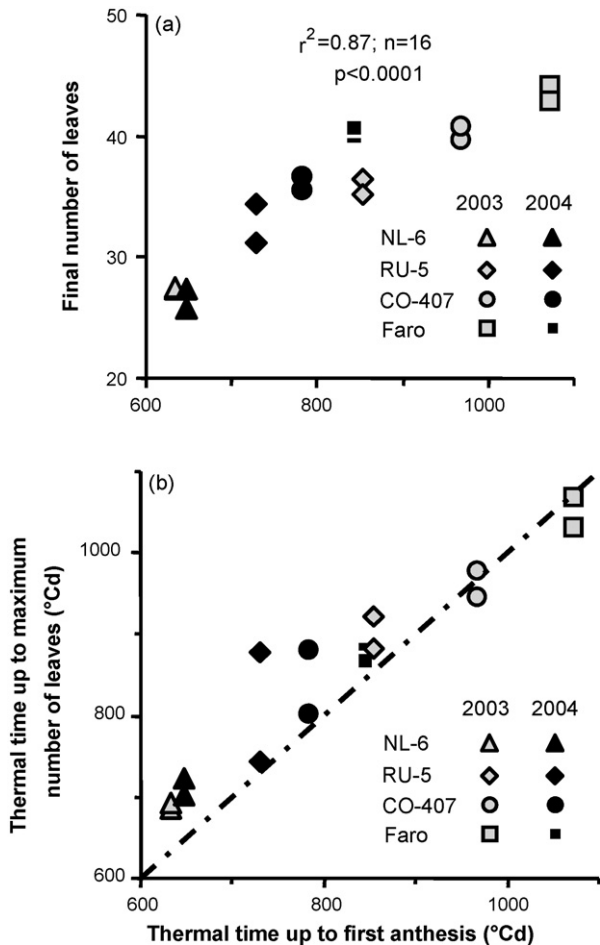 50
(a)
r²=0.87; n=16
p<0.0001
40
Final number of leaves
2003 2004
NL-6
30
RU-5
CO-407
Faro
20
600 800 1000
(b)
1000
Thermal time up to maximum
number of leaves (°Cd)
800
2003 2004
NL-6
RU-5
CO-407
Faro
600
600 800 1000
Thermal time up to first anthesis (°Cd)